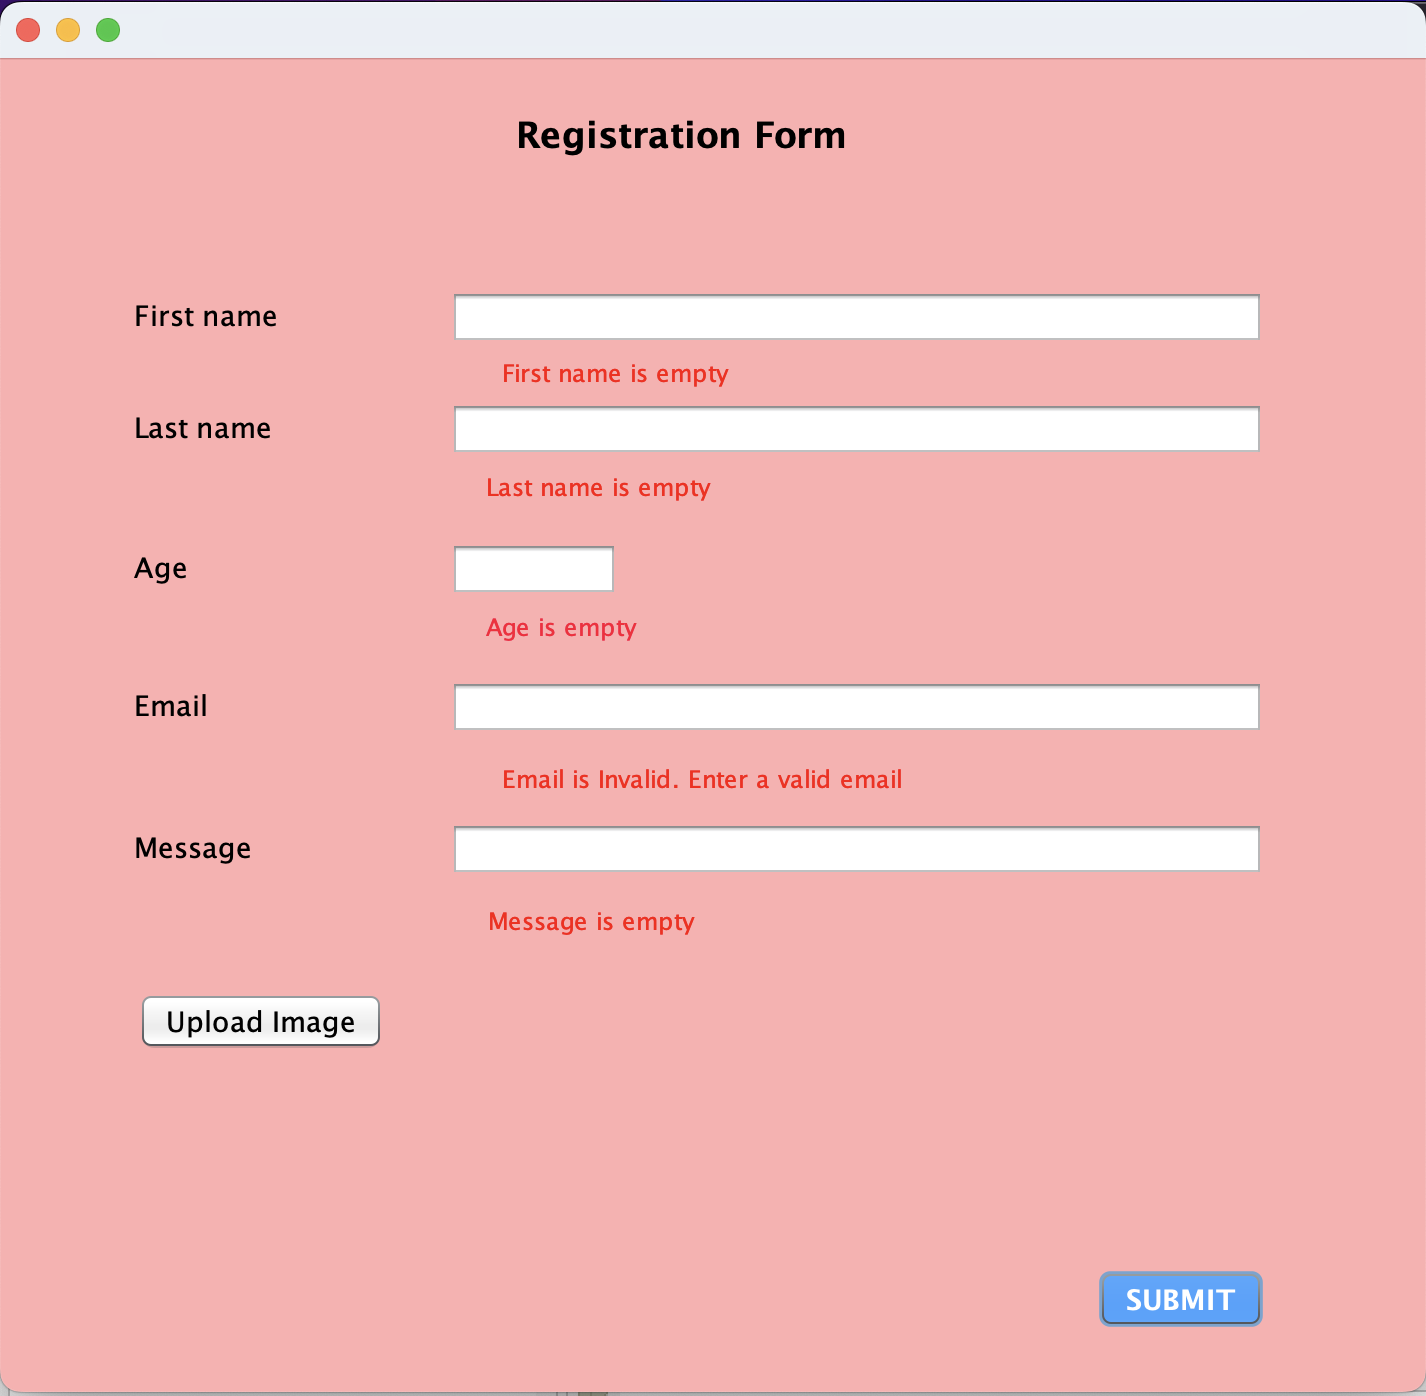 Registration Form
First name
First name is empty
Last name
Last name is empty
Age
Age is empty
Email
Email is Invalid. Enter a valid email
Message
Message is empty
Upload Image
SUBMIT